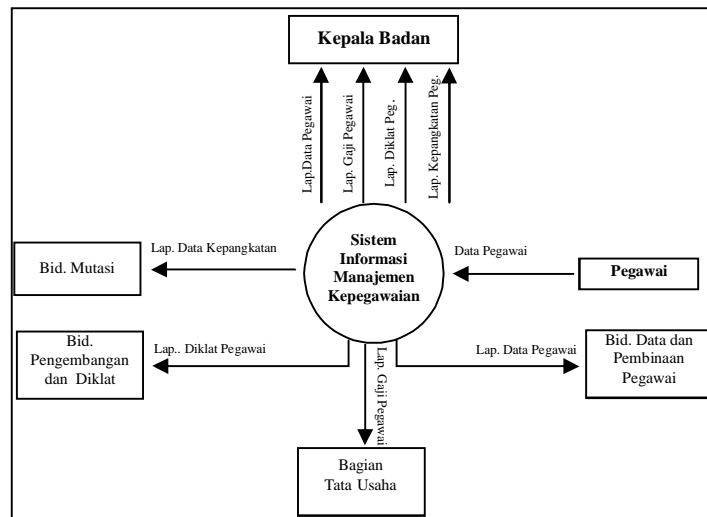 Kepala Badan
Lap.Data Pegawai
Lap. Gaji Pegawai
Lap. Diklat Peg.
Lap. Kepangkatan Peg.
Sistem
Informasi
Manajemen
Kepegawaian
Lap. Data Kepangkatan
Bid. Mutasi
Data Pegawai
Pegawai
Bid.
Pengembangan
dan Diklat
Lap.. Diklat Pegawai
Lap. Gaji Pegawai
Lap. Data Pegawai
Bid. Data dan
Pembinaan
Pegawai
Bagian
Tata Usaha